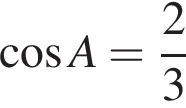 cos A = 2/3